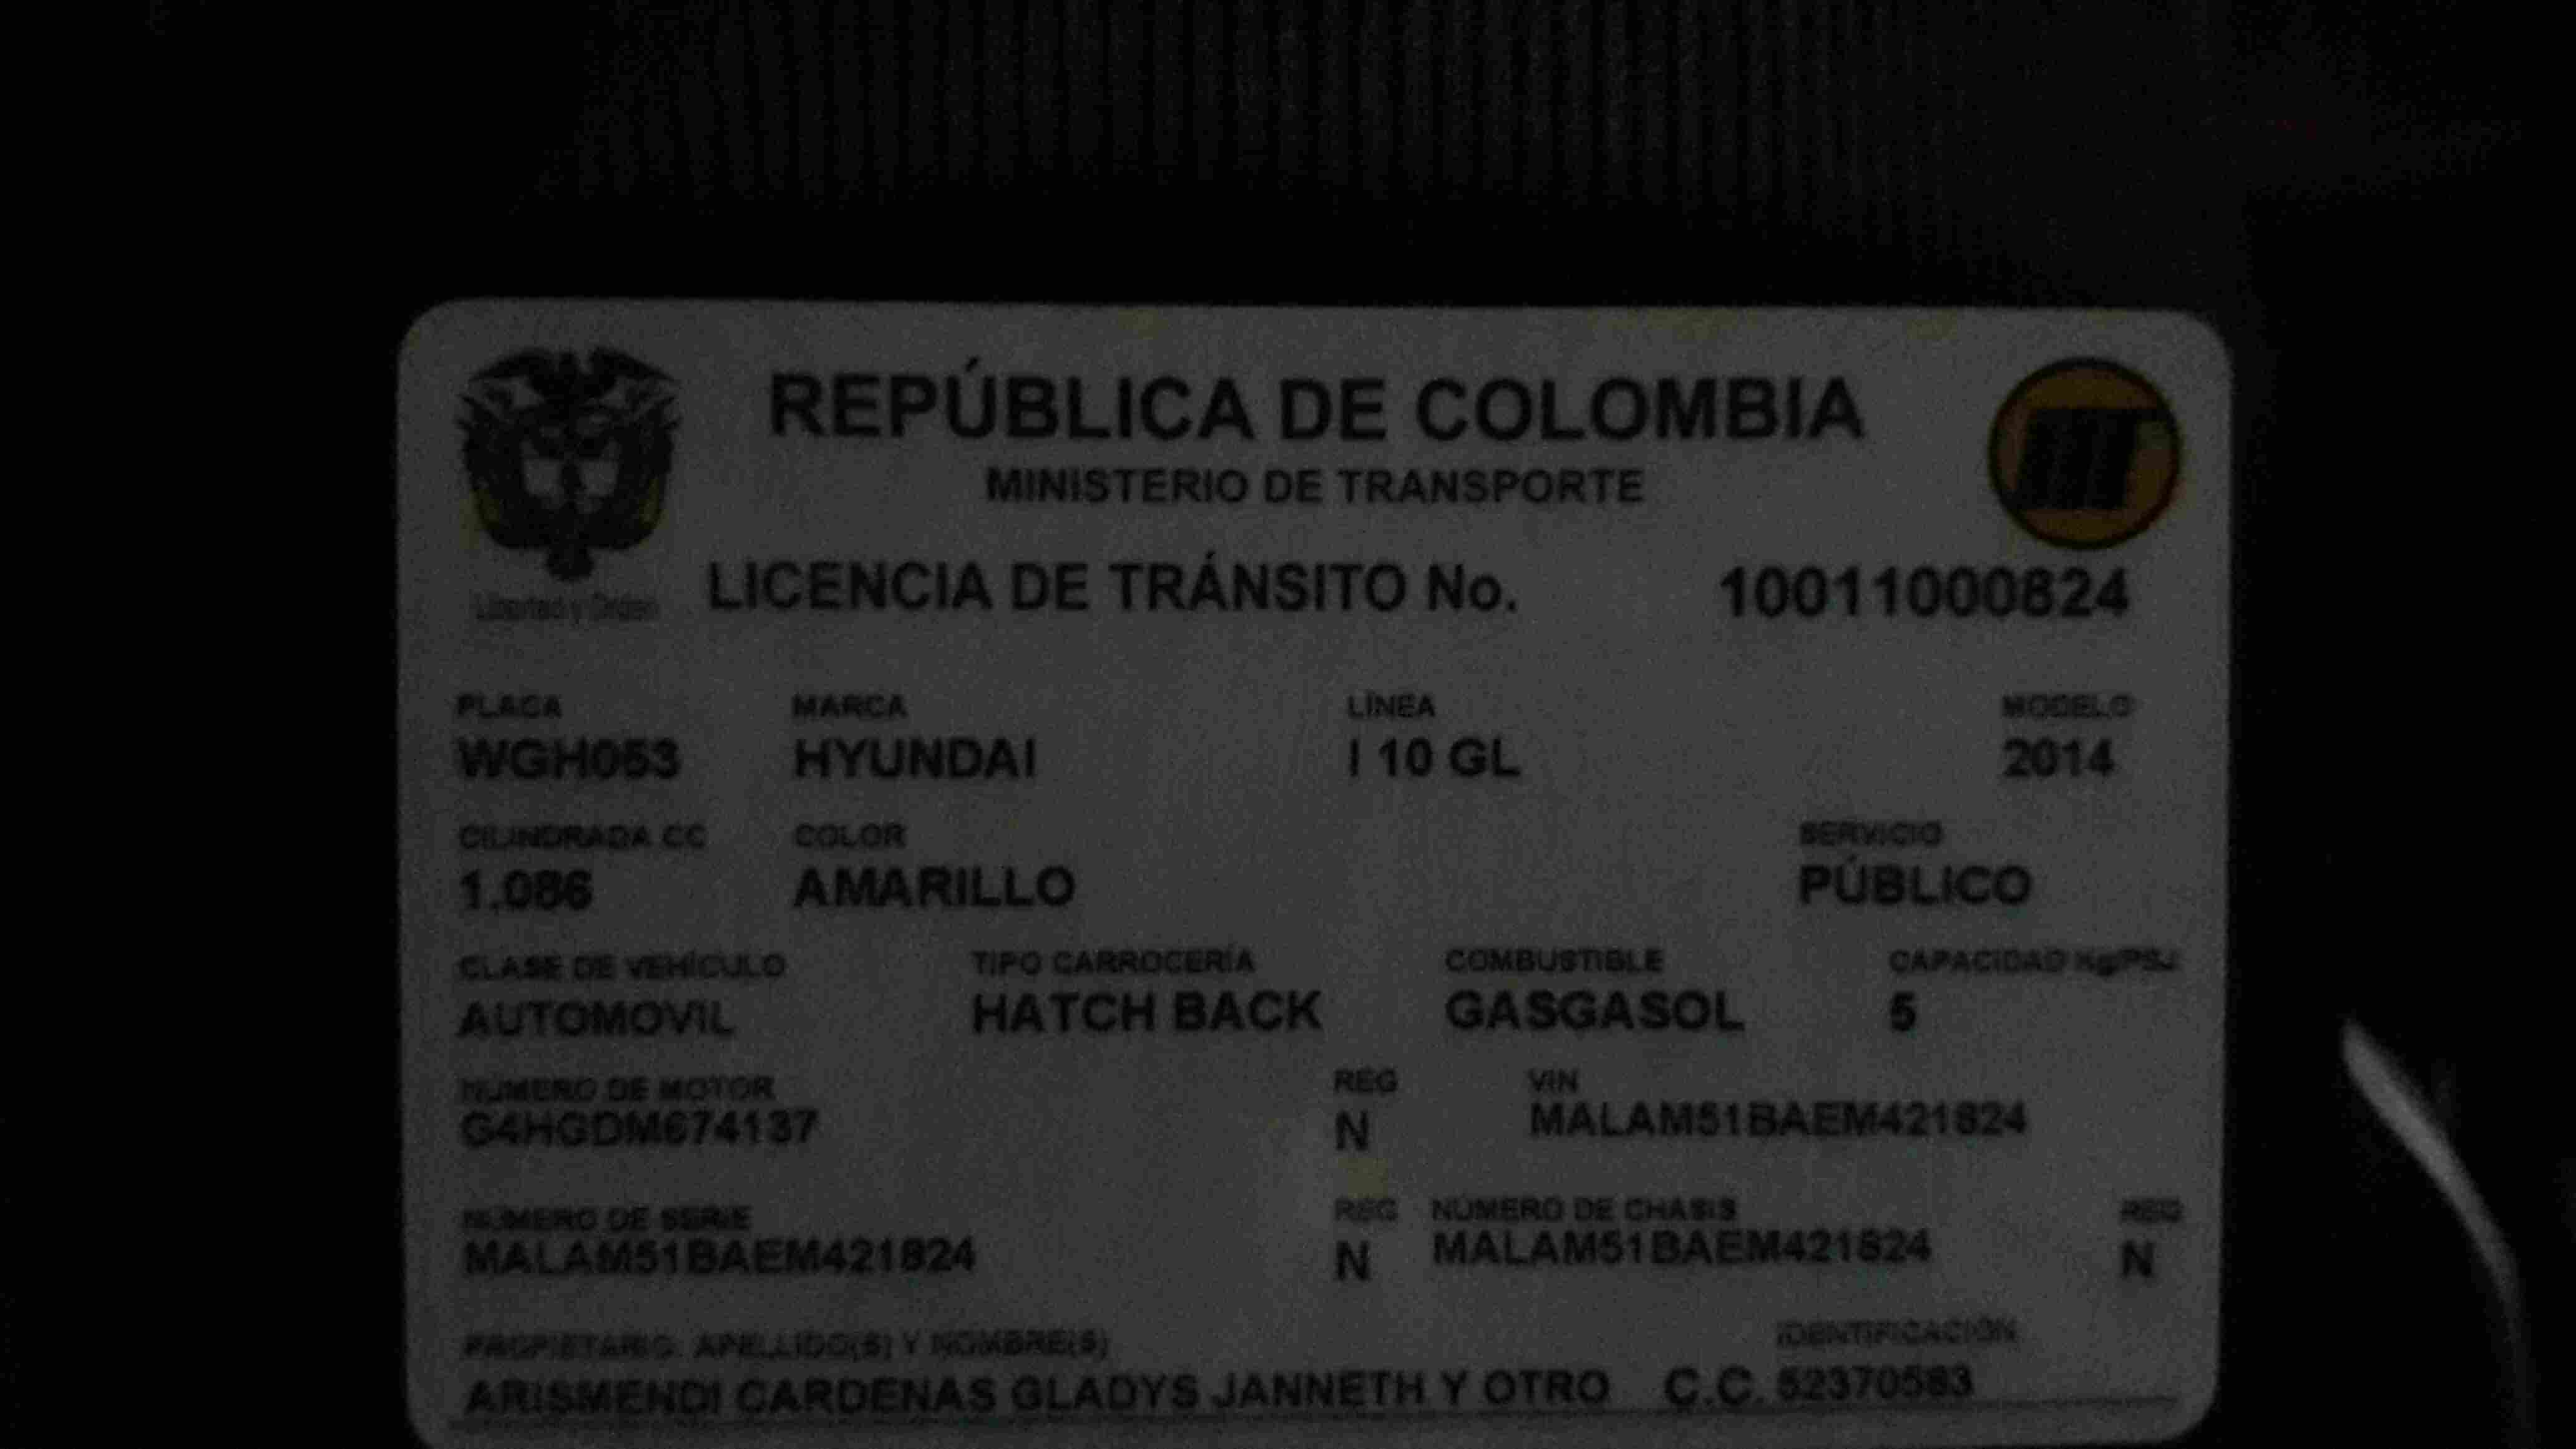 REPÚBLICA DE COLOMBIA
MINISTERIO DE TRANSPORTE
Libertad y Orden
LICENCIA DE TRÁNSITO No. 10011000824
PLACA MARCA LÍNEA MODELO
WGH053 HYUNDAI I 10 GL 2014
CILINDRADA CC COLOR SERVICIO
1.086 AMARILLO PÚBLICO
CLASE DE VEHÍCULO TIPO CARROCERÍA COMBUSTIBLE CAPACIDAD Kg/PSJ
AUTOMOVIL HATCH BACK GASGASOL 5
NÚMERO DE MOTOR REG VIN
G4HGDM674137 N MALAM51BAEM421824
NÚMERO DE SERIE REG NÚMERO DE CHASIS REG
MALAM51BAEM421824 N MALAM51BAEM421824 N
PROPIETARIO: APELLIDO(S) Y NOMBRE(S) IDENTIFICACIÓN
ARISMENDI CARDENAS GLADYS JANNETH Y OTRO C.C. 52370583